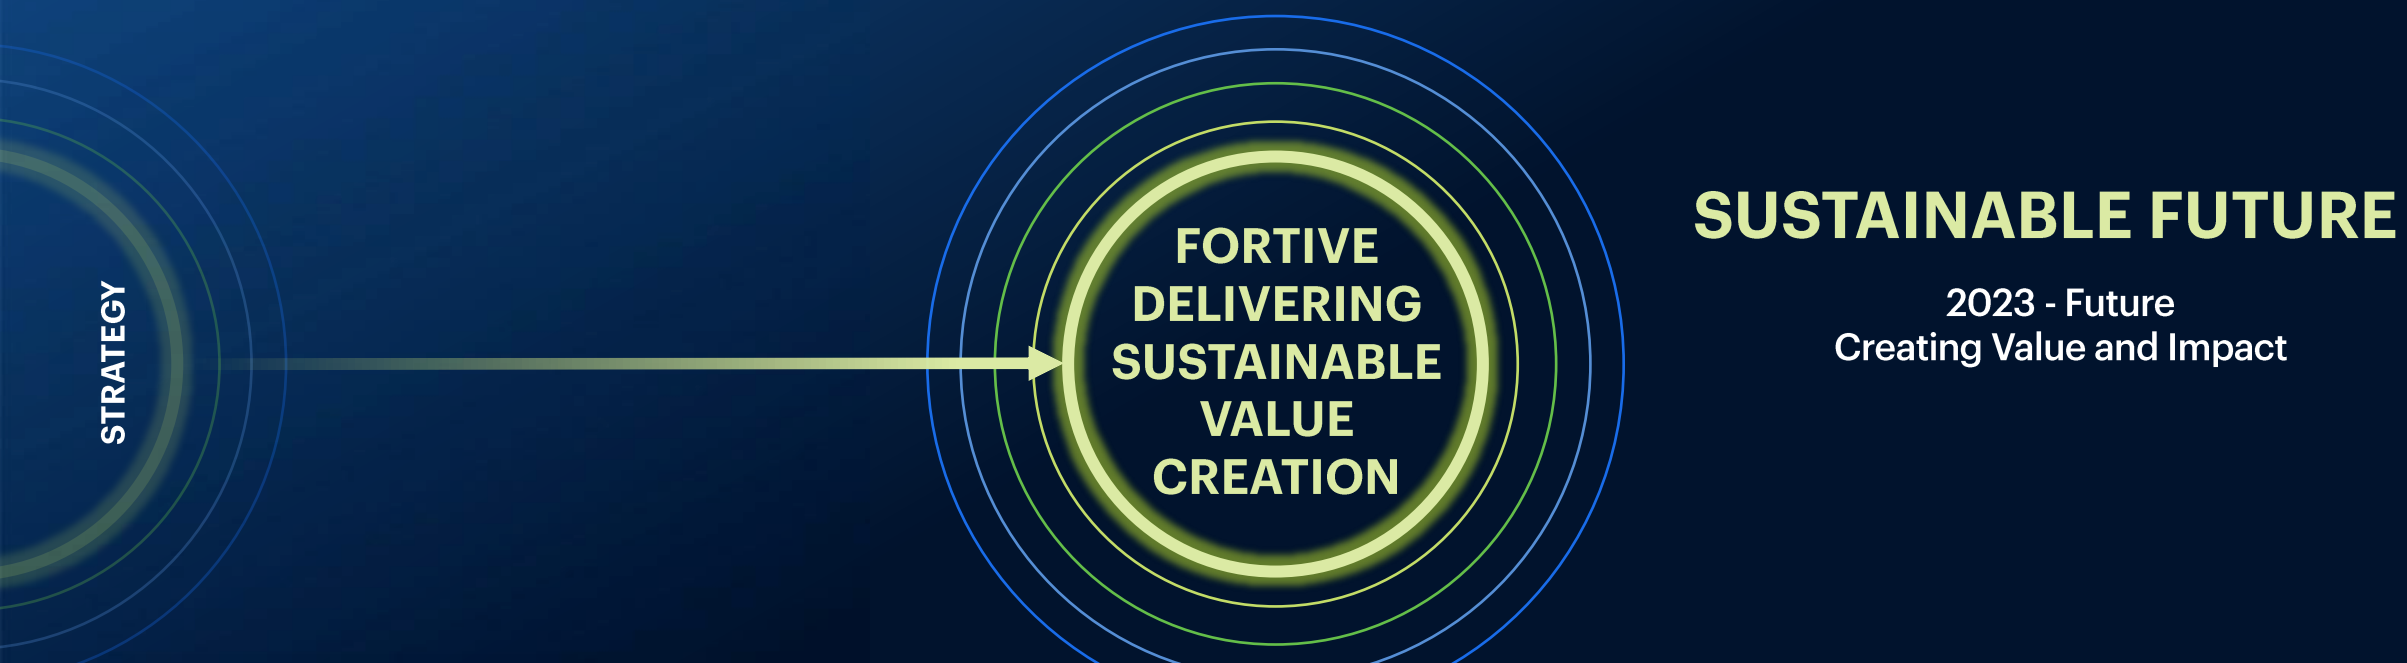 STRATEGY
FORTIVE
DELIVERING
SUSTAINABLE
VALUE
CREATION
SUSTAINABLE FUTURE
2023 - Future
Creating Value and Impact